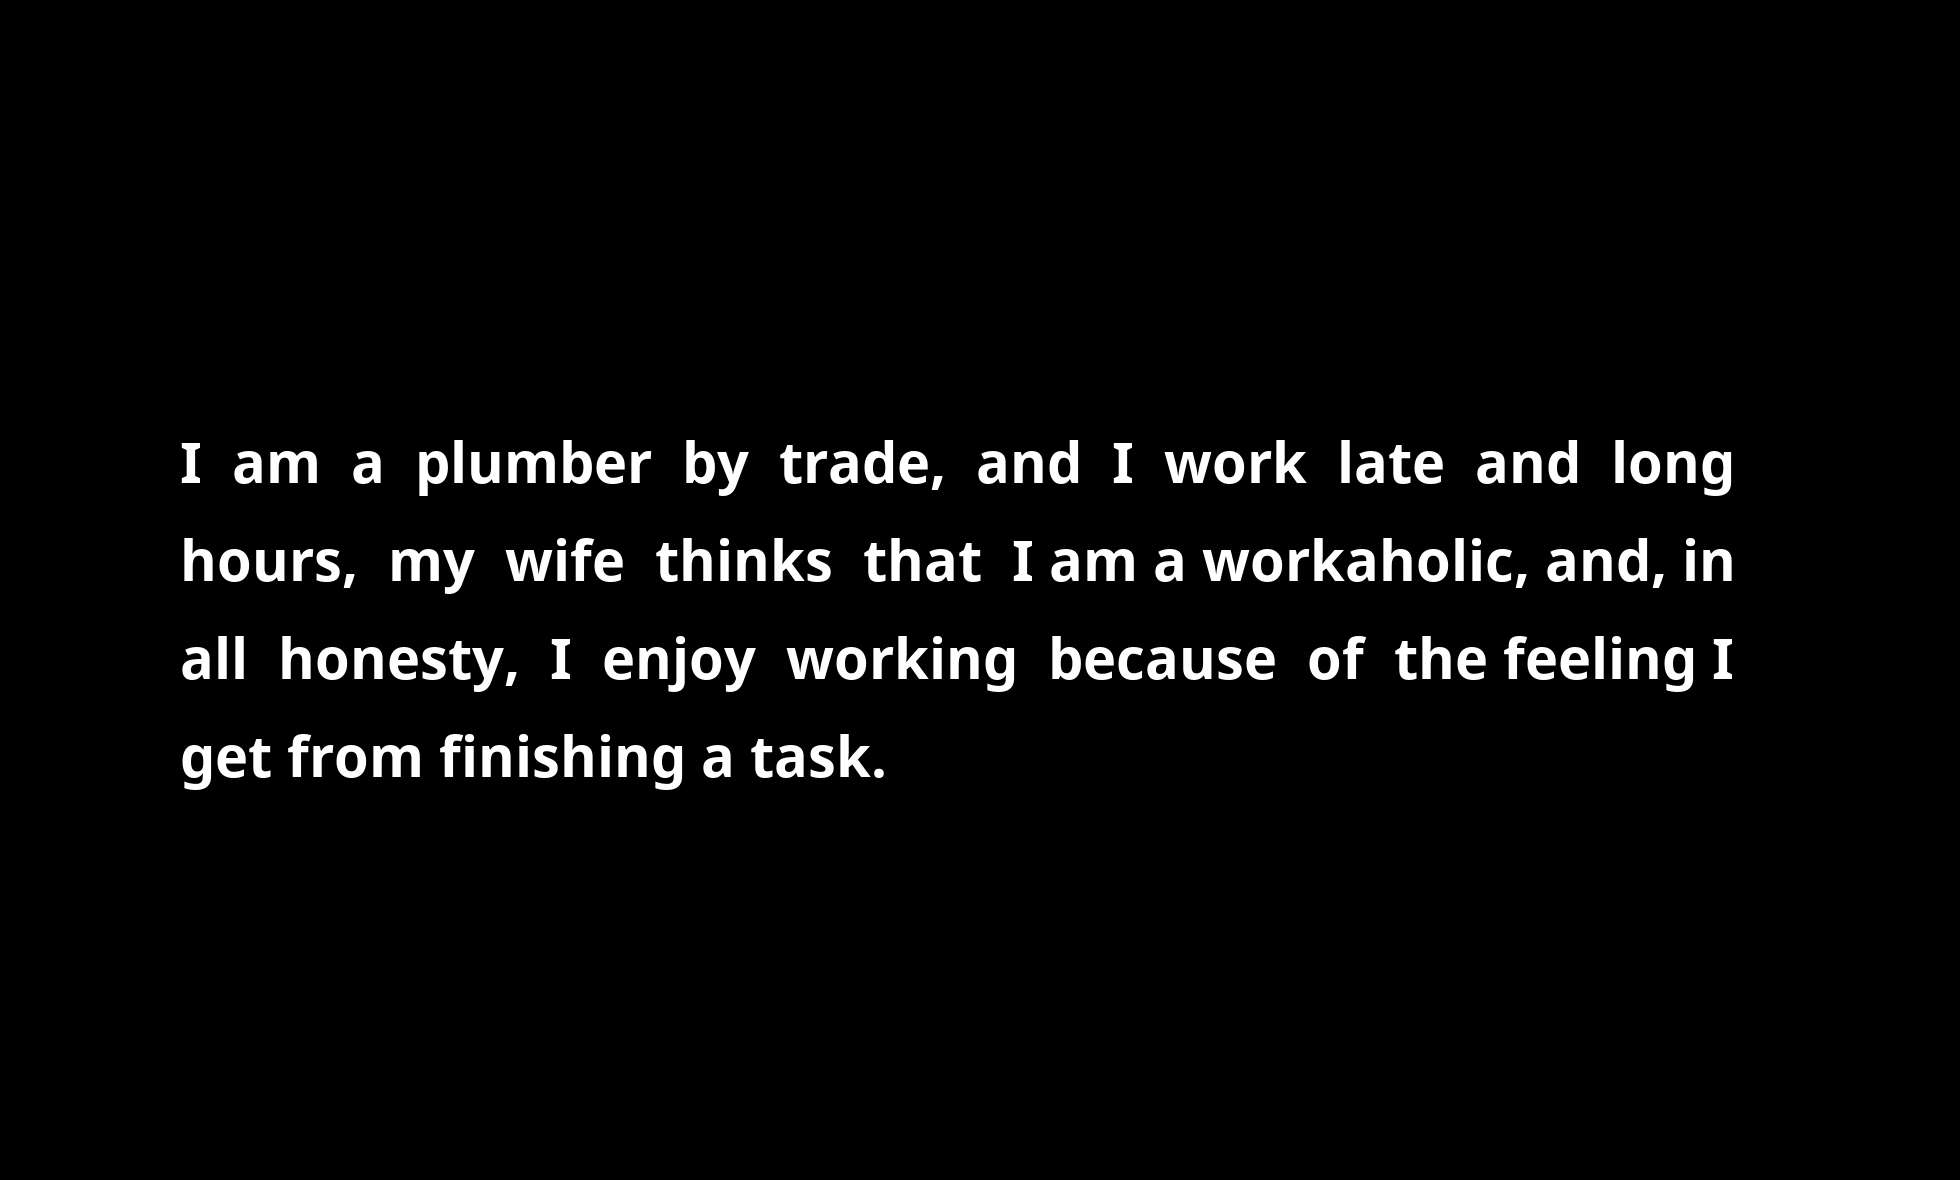 I am a plumber by trade, and I work late and long
hours, my wife thinks that I am a workaholic, and, in
all honesty, I enjoy working because of the feeling I
get from finishing a task.